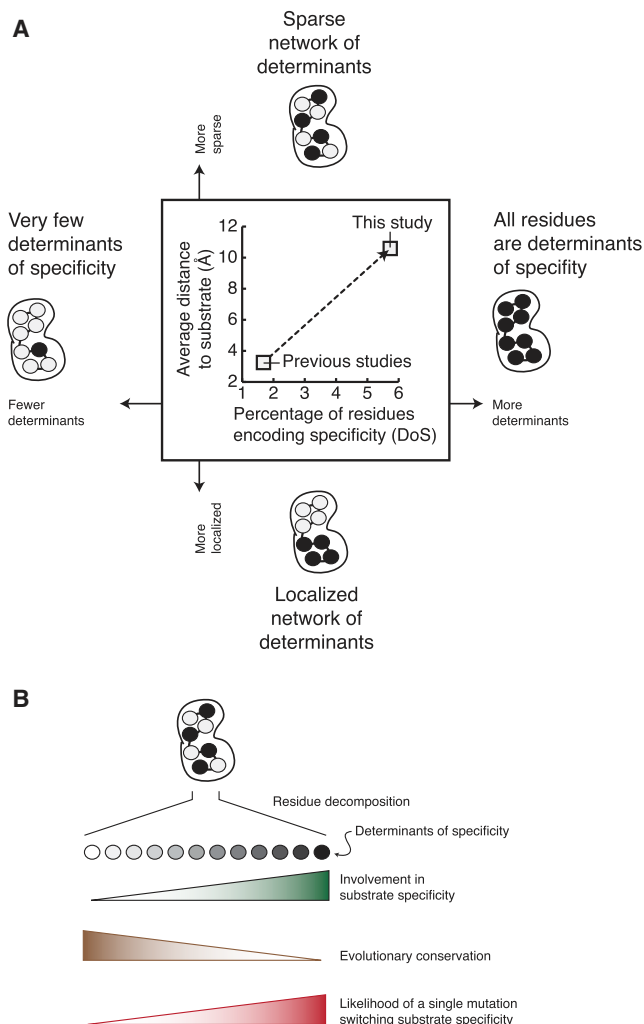 A
Sparse
network of
determinants
More
sparse
Very few
determinants
of specificity
All residues
are determinants
of specifity
Average distance
to substrate (Å)
12
10
8
6
4
2
This study
Previous studies
1 2 3 4 5 6
Percentage of residues
encoding specificity (DoS)
Fewer
determinants
More
determinants
More
localized
Localized
network of
determinants
B
Residue decomposition
Determinants of specificity
Involvement in
substrate specificity
Evolutionary conservation
Likelihood of a single mutation
switching substrate specificity